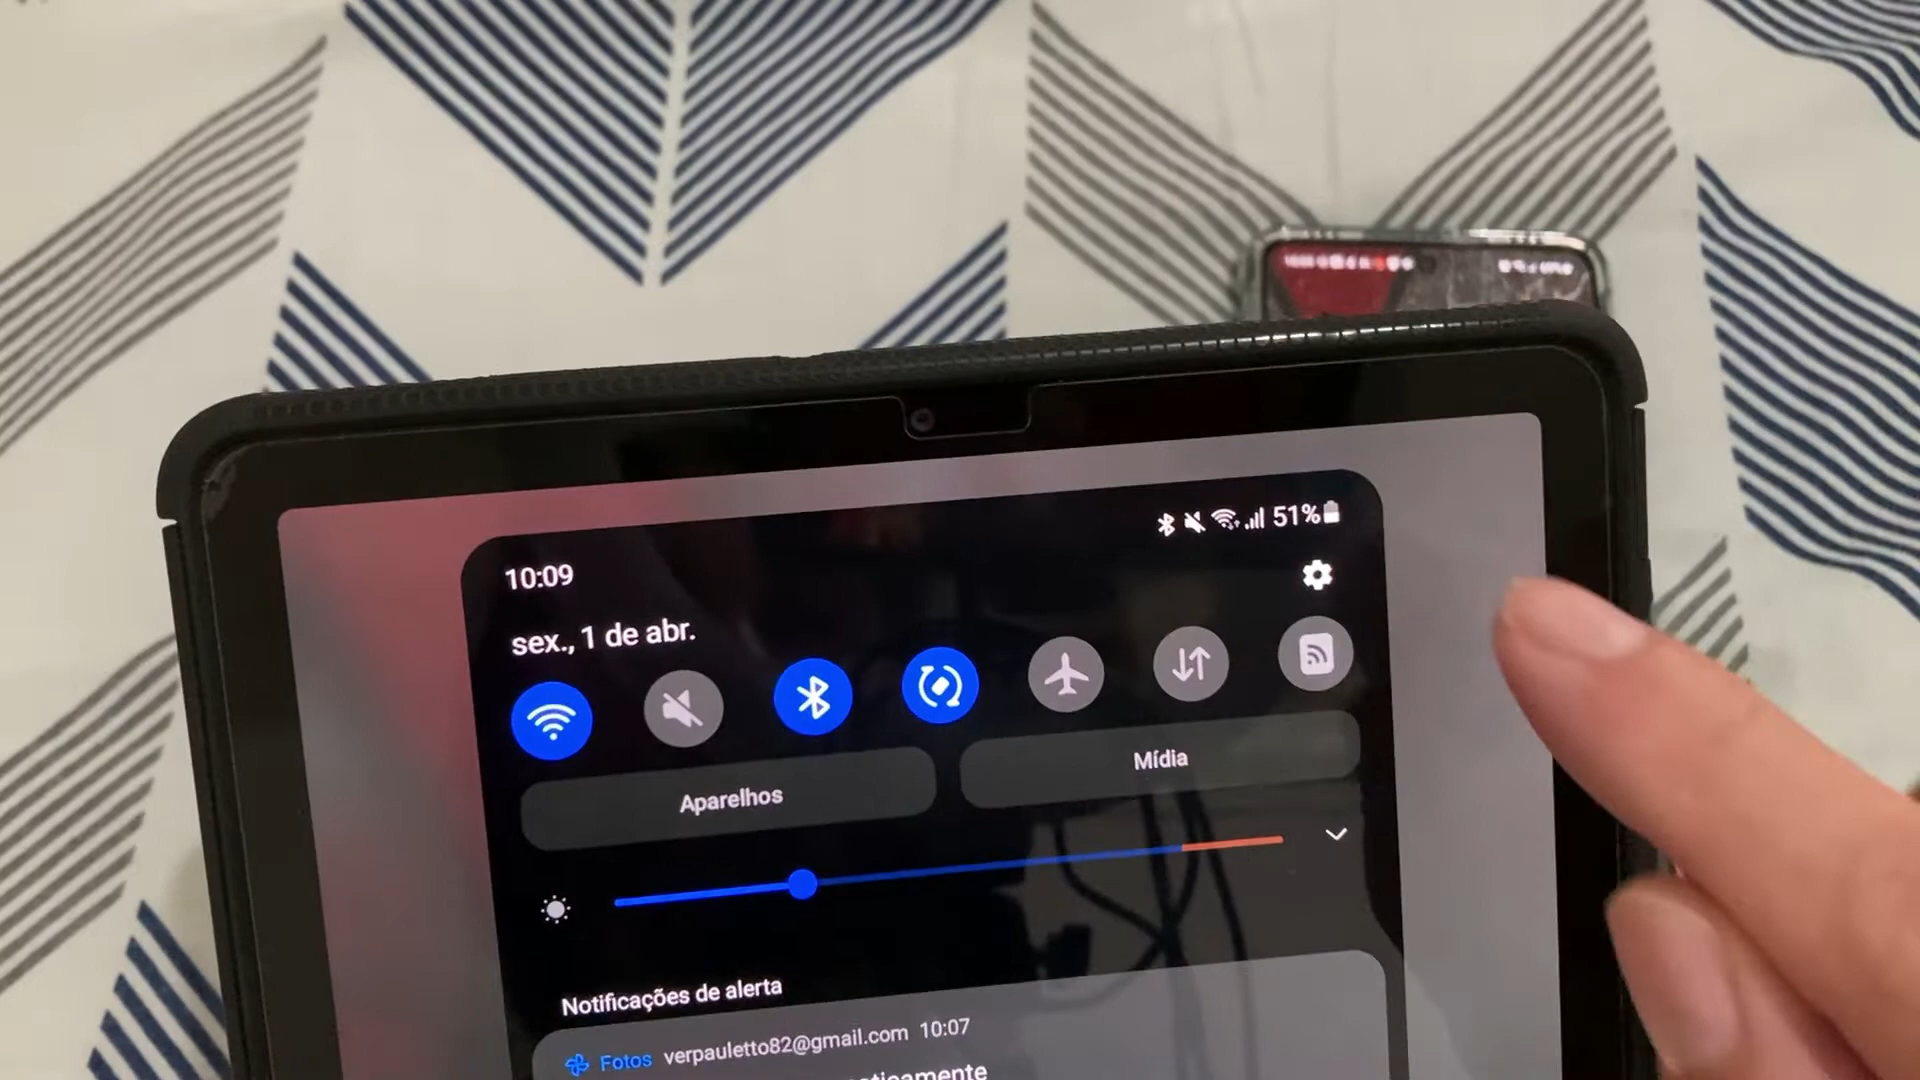 51%
10:09
sex., 1 de abr.
Aparelhos
Mídia
Notificações de alerta
Fotos verpauletto82@gmail.com 10:07